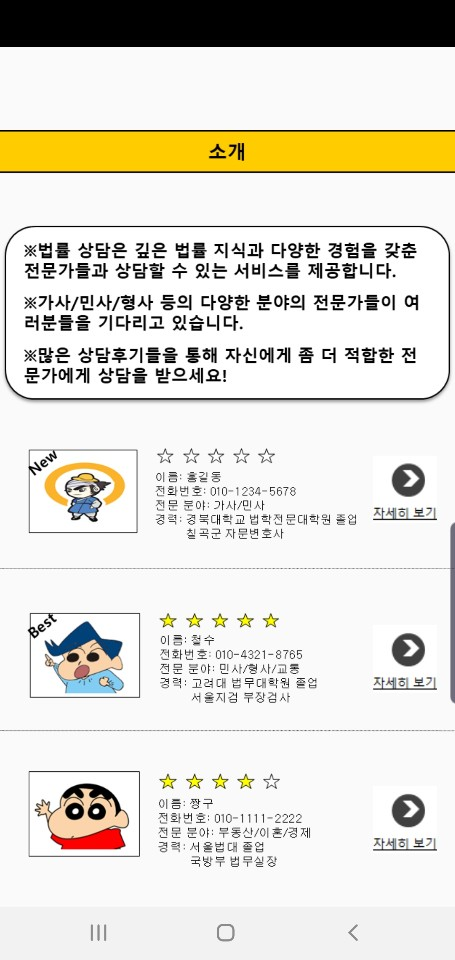 소개
※법률 상담은 깊은 법률 지식과 다양한 경험을 갖춘
전문가들과 상담할 수 있는 서비스를 제공합니다.
※가사/민사/형사 등의 다양한 분야의 전문가들이 여
러분들을 기다리고 있습니다.
※많은 상담후기들을 통해 자신에게 좀 더 적합한 전
문가에게 상담을 받으세요!
New
이름: 홍길동
전화번호: 010-1234-5678
전문 분야: 가사/민사
경력: 경북대학교 법학전문대학원 졸업
칠곡군 자문변호사
자세히 보기
Best
이름: 철수
전화번호: 010-4321-8765
전문 분야: 민사/형사/교통
경력: 고려대 법무대학원 졸업
서울지검 부장검사
자세히 보기
이름: 짱구
전화번호: 010-1111-2222
전문 분야: 부동산/이혼/경제
경력: 서울법대 졸업
국방부 법무실장
자세히 보기